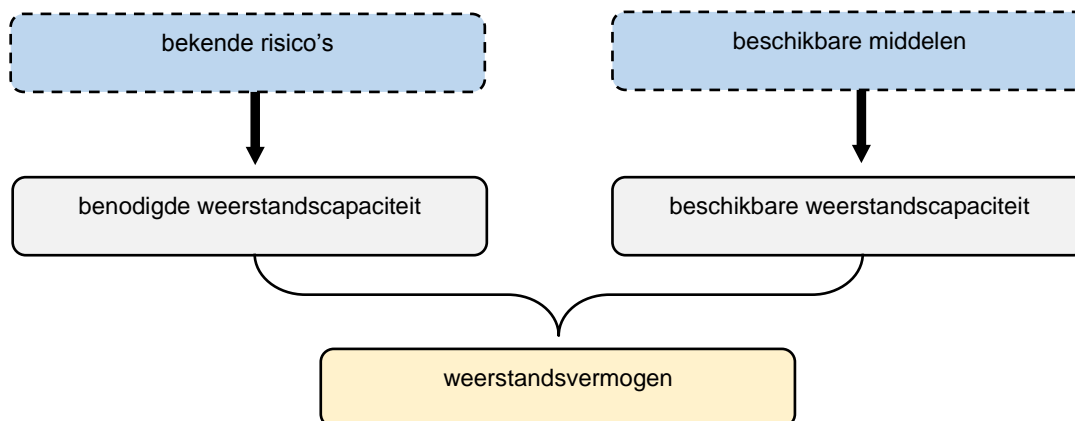 bekende risico’s
beschikbare middelen
benodigde weerstandscapaciteit
beschikbare weerstandscapaciteit
weerstandsvermogen